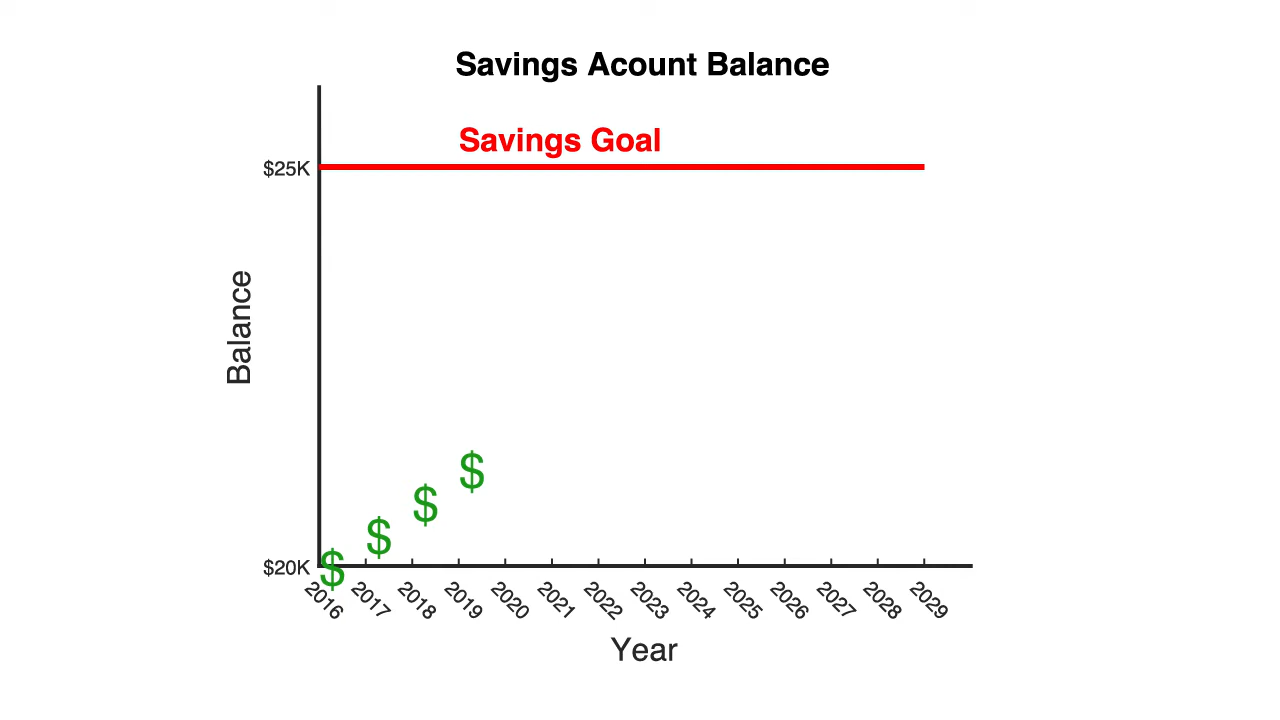 Savings Acount Balance
Savings Goal
$25K
Balance
$
$
$
$
$20K
2016 2017 2018 2019 2020 2021 2022 2023 2024 2025 2026 2027 2028 2029
Year